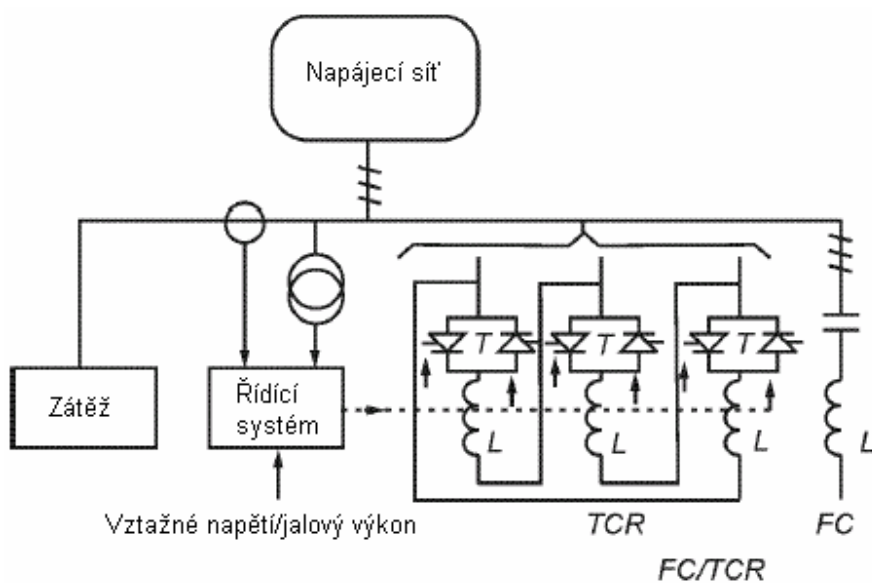 Napájecí síť
T
T
T
Zátěž
Řídící
systém
L
L
L
L
Vztažné napětí/jalový výkon
TCR
FC
FC/TCR